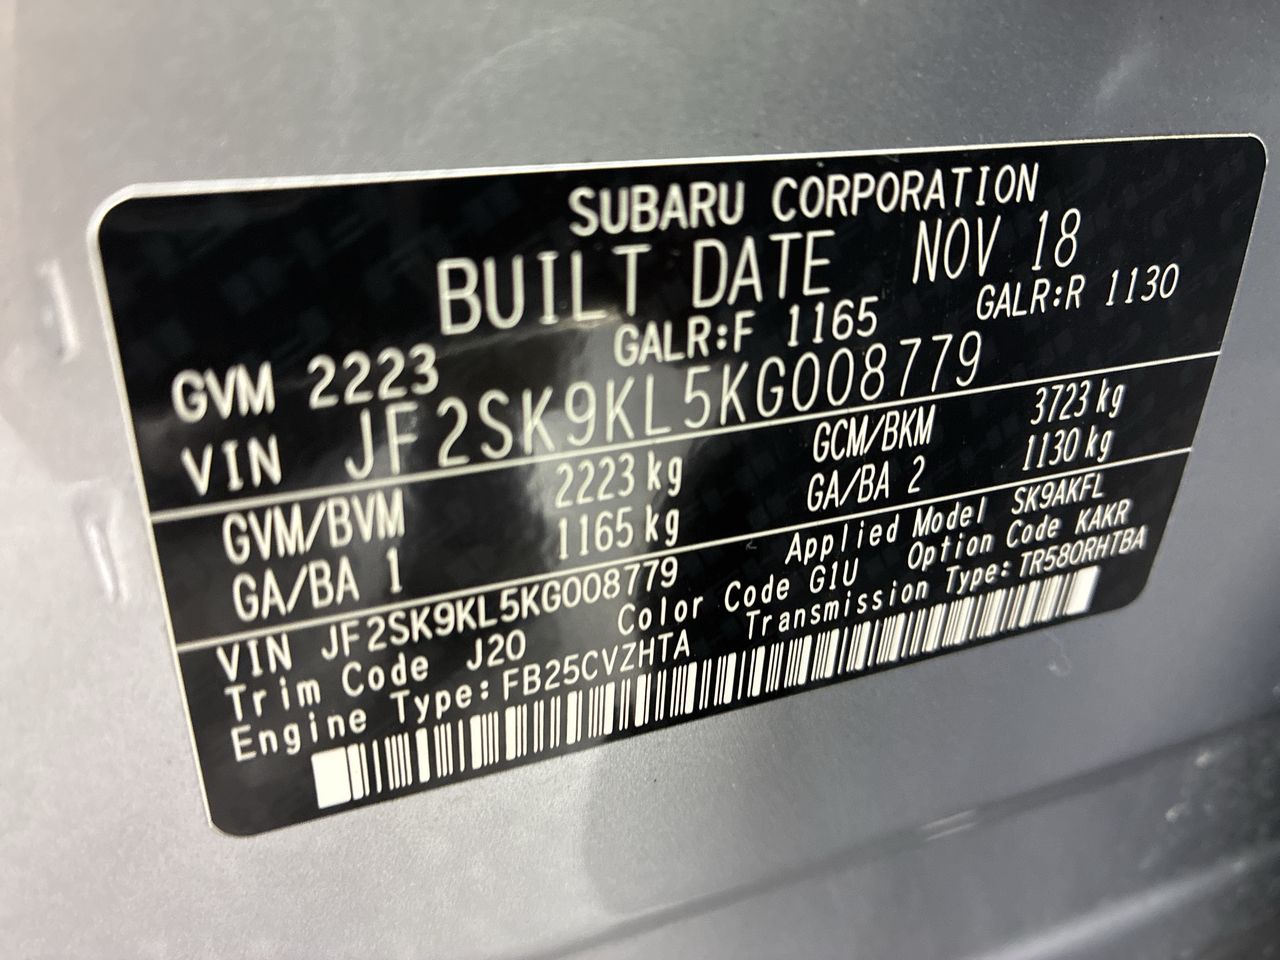 SUBARU CORPORATION
BUILT DATE NOV 18
GVM 2223 GALR:F 1165 GALR:R 1130
VIN JF2SK9KL5KG008779
GVM/BVM 2223 kg GCM/BKM 3723 kg
GA/BA 1 1165 kg GA/BA 2 1130 kg
VIN JF2SK9KL5KG008779 Applied Model SK9AKFL
Trim Code J20 Color Code G1U Option Code KAKR
Engine Type: FB25CVZHTA Transmission Type: TR580RHTBA